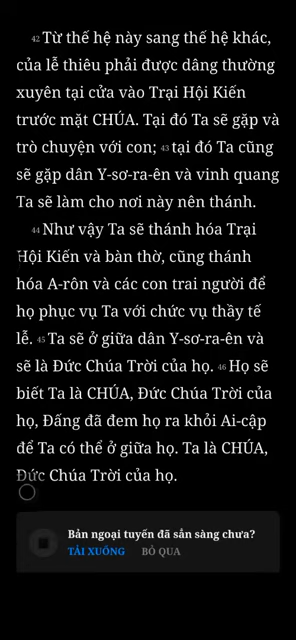 42 Từ thế hệ này sang thế hệ khác,
của lễ thiêu phải được dâng thường
xuyên tại cửa vào Trại Hội Kiến
trước mặt CHÚA. Tại đó Ta sẽ gặp và
trò chuyện với con; 43 tại đó Ta cũng
sẽ gặp dân Y-sơ-ra-ên và vinh quang
Ta sẽ làm cho nơi này nên thánh.
44 Như vậy Ta sẽ thánh hóa Trại
Hội Kiến và bàn thờ, cũng thánh
hóa A-rôn và các con trai người để
họ phục vụ Ta với chức vụ thầy tế
lễ. 45 Ta sẽ ở giữa dân Y-sơ-ra-ên và
sẽ là Đức Chúa Trời của họ. 46 Họ sẽ
biết Ta là CHÚA, Đức Chúa Trời của
họ, Đấng đã đem họ ra khỏi Ai-cập
để Ta có thể ở giữa họ. Ta là CHÚA,
Đức Chúa Trời của họ.
Bản ngoại tuyến đã sẵn sàng chưa?
TẢI XUỐNG BỎ QUA